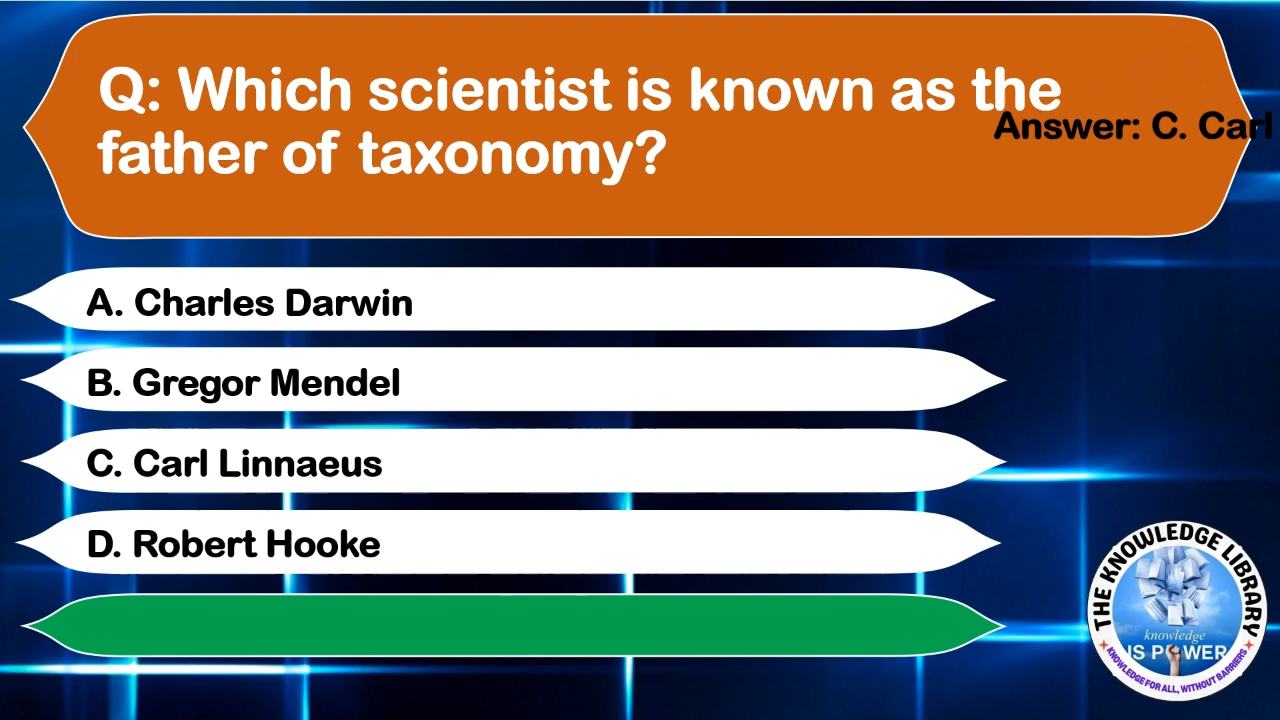 Q: Which scientist is known as the
father of taxonomy?
Answer: C. Carl
A. Charles Darwin
B. Gregor Mendel
C. Carl Linnaeus
D. Robert Hooke
THE KNOWLEDGE LIBRARY
knowledge
IS POWER
KNOWLEDGE FOR ALL, WITHOUT BARRIERS